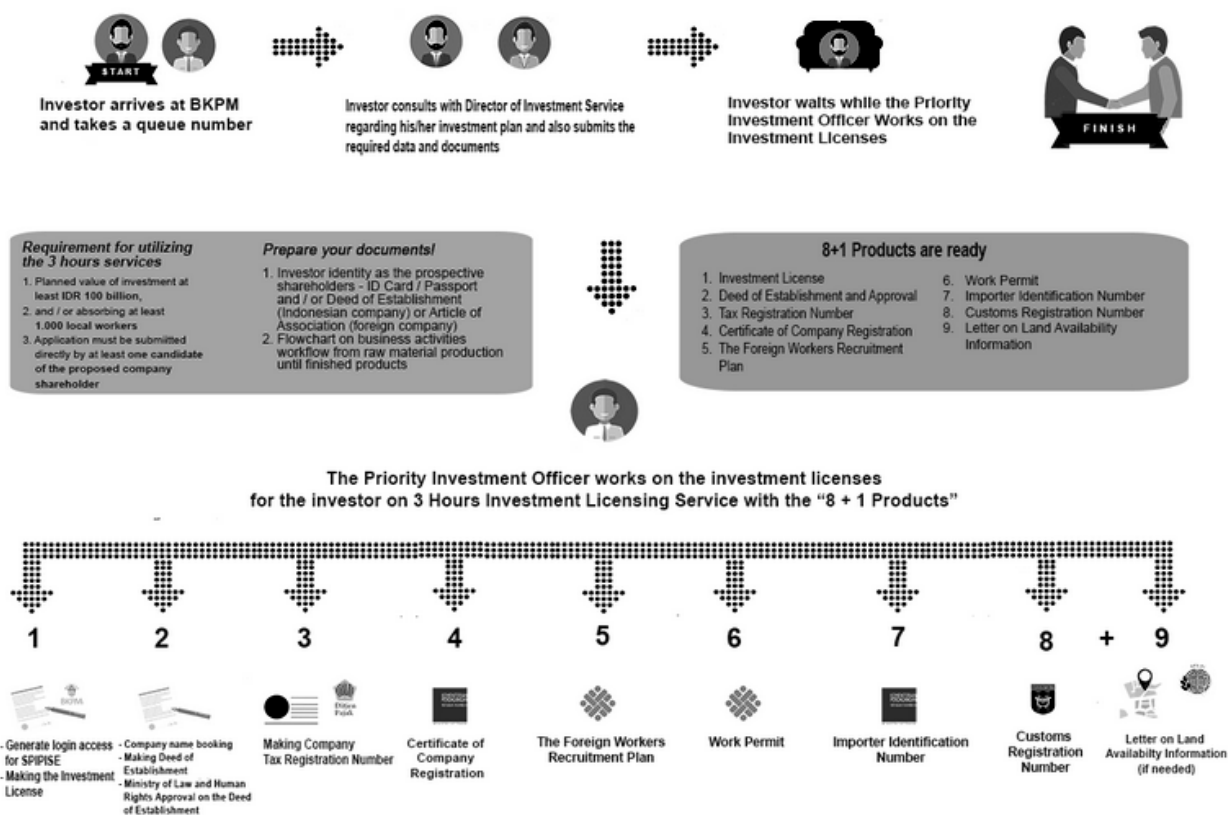 START
Investor arrives at BKPM
and takes a queue number
Investor consults with Director of Investment Service
regarding his/her investment plan and also submits the
required data and documents
Investor waits while the Priority
Investment Officer Works on the
Investment Licenses
FINISH
Requirement for utilizing
the 3 hours services
1. Planned value of investment at
least IDR 100 billion,
2. and / or absorbing at least
1.000 local workers
3. Application must be submiitted
directly by at least one candidate
of the proposed company
shareholder
Prepare your documents!
1. Investor identity as the prospective
shareholders - ID Card / Passport
and / or Deed of Establishment
(Indonesian company) or Article of
Association (foreign company)
2. Flowchart on business activities
workflow from raw material production
until finished products
8+1 Products are ready
1. Investment License
2. Deed of Establishment and Approval
3. Tax Registration Number
4. Certificate of Company Registration
5. The Foreign Workers Recruitment
Plan
6. Work Permit
7. Importer Identification Number
8. Customs Registration Number
9. Letter on Land Availability
Information
The Priority Investment Officer works on the investment licenses
for the investor on 3 Hours Investment Licensing Service with the “8 + 1 Products”
1
2
3
4
5
6
7
8
+
9
BKPM
Ditjen
Pajak
- Generate login access
for SPIPISE
- Making the Investment
License
- Company name booking
- Making Deed of
Establishment
- Ministry of Law and Human
Rights Approval on the Deed
of Establishment
Making Company
Tax Registration Number
Certificate of
Company
Registration
The Foreign Workers
Recruitment Plan
Work Permit
Importer Identification
Number
Customs
Registration
Number
Letter on Land
Availabilty Information
(if needed)